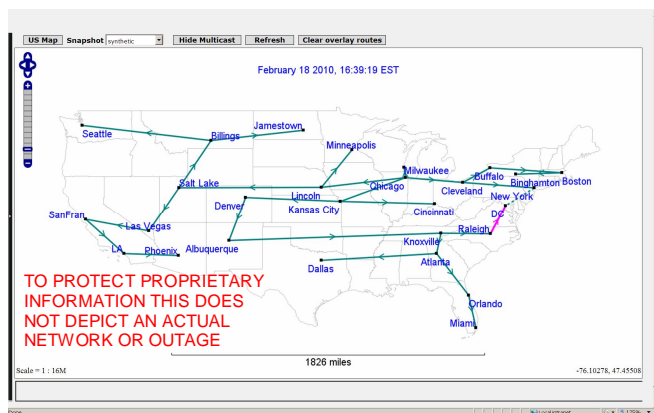 US Map Snapshot synthetic Hide Multicast Refresh Clear overlay routes
February 18 2010, 16:39:19 EST
Seattle
Billings
Jamestown
Minneapolis
Milwaukee
Buffalo
Salt Lake
Lincoln
Chicago
Cleveland
Binghamton
Boston
Denver
Kansas City
Cincinnati
New York
DC
SanFran
Las Vegas
Raleigh
LA
Phoenix
Albuquerque
Knoxville
Dallas
Atlanta
Orlando
Miami
TO PROTECT PROPRIETARY
INFORMATION THIS DOES
NOT DEPICT AN ACTUAL
NETWORK OR OUTAGE
1826 miles
Scale = 1 : 16M
-76.10278, 47.45508